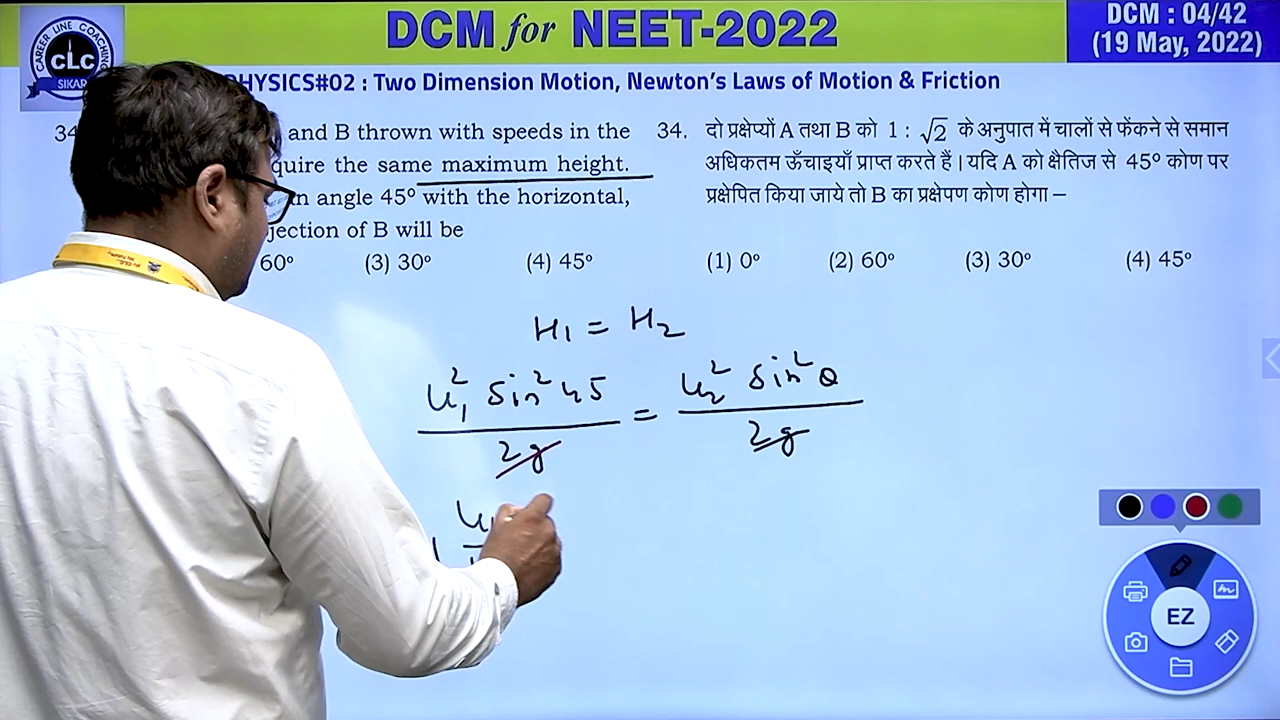 DCM for NEET-2022
DCM : 04/42
(19 May, 2022)
CAREER LINE COACHING
CLC
SIKAR
HYSICS#02 : Two Dimension Motion, Newton's Laws of Motion & Friction
34
and B thrown with speeds in the
quire the same maximum height.
n angle 45° with the horizontal,
jection of B will be
60° (3) 30° (4) 45°
34. दो प्रक्षेप्यों A तथा B को 1 : √2 के अनुपात में चालों से फेंकने से समान
अधिकतम ऊँचाइयाँ प्राप्त करते हैं। यदि A को क्षैतिज से 45° कोण पर
प्रक्षेपित किया जाये तो B का प्रक्षेपण कोण होगा –
(1) 0° (2) 60° (3) 30° (4) 45°
H₁ = H₂
u₁² sin² 45 / 2g = u₂² sin² θ / 2g
u₁
EZ